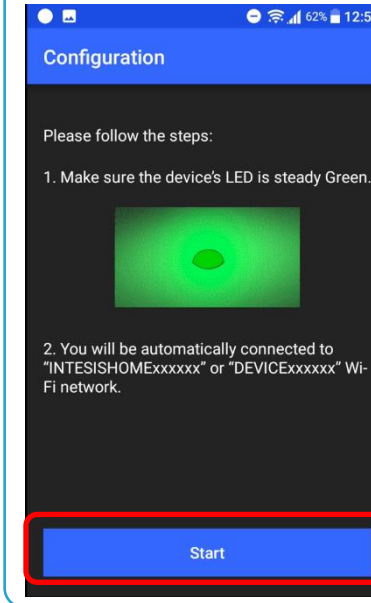 62% 12:5
Configuration
Please follow the steps:
1. Make sure the device's LED is steady Green.
2. You will be automatically connected to
“INTESISHOMExxxxxx” or “DEVICExxxxxx” Wi-
Fi network.
Start